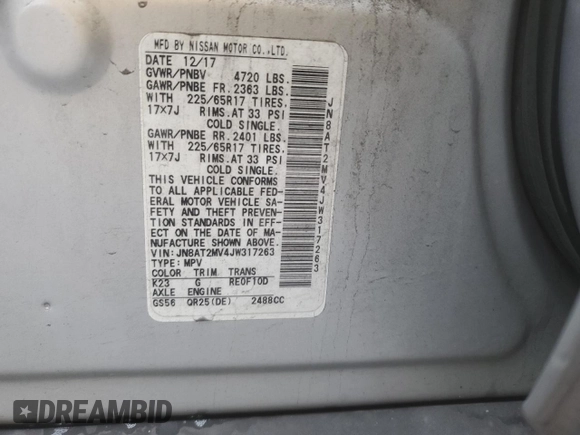 MFD BY NISSAN MOTOR CO.,LTD.
DATE 12/17
GVWR/PNBV 4720 LBS.
GAWR/PNBE FR. 2363 LBS.
WITH 225/65R17 TIRES.
17x7J RIMS.AT 33 PSI
COLD SINGLE.
GAWR/PNBE RR. 2401 LBS.
WITH 225/65R17 TIRES.
17x7J RIMS.AT 33 PSI
COLD SINGLE.
THIS VEHICLE CONFORMS
TO ALL APPLICABLE FED-
ERAL MOTOR VEHICLE SA-
FETY AND THEFT PREVEN-
TION STANDARDS IN EFF-
ECT ON THE DATE OF MA-
NUFACTURE SHOWN ABOVE.
VIN: JN8AT2MV4JW317263
TYPE: MPV
COLOR TRIM TRANS
K23 G RE0F10D
AXLE ENGINE
GS56 QR25(DE) 2488CC
JN8AT2MV4JW317263
DREAMBID